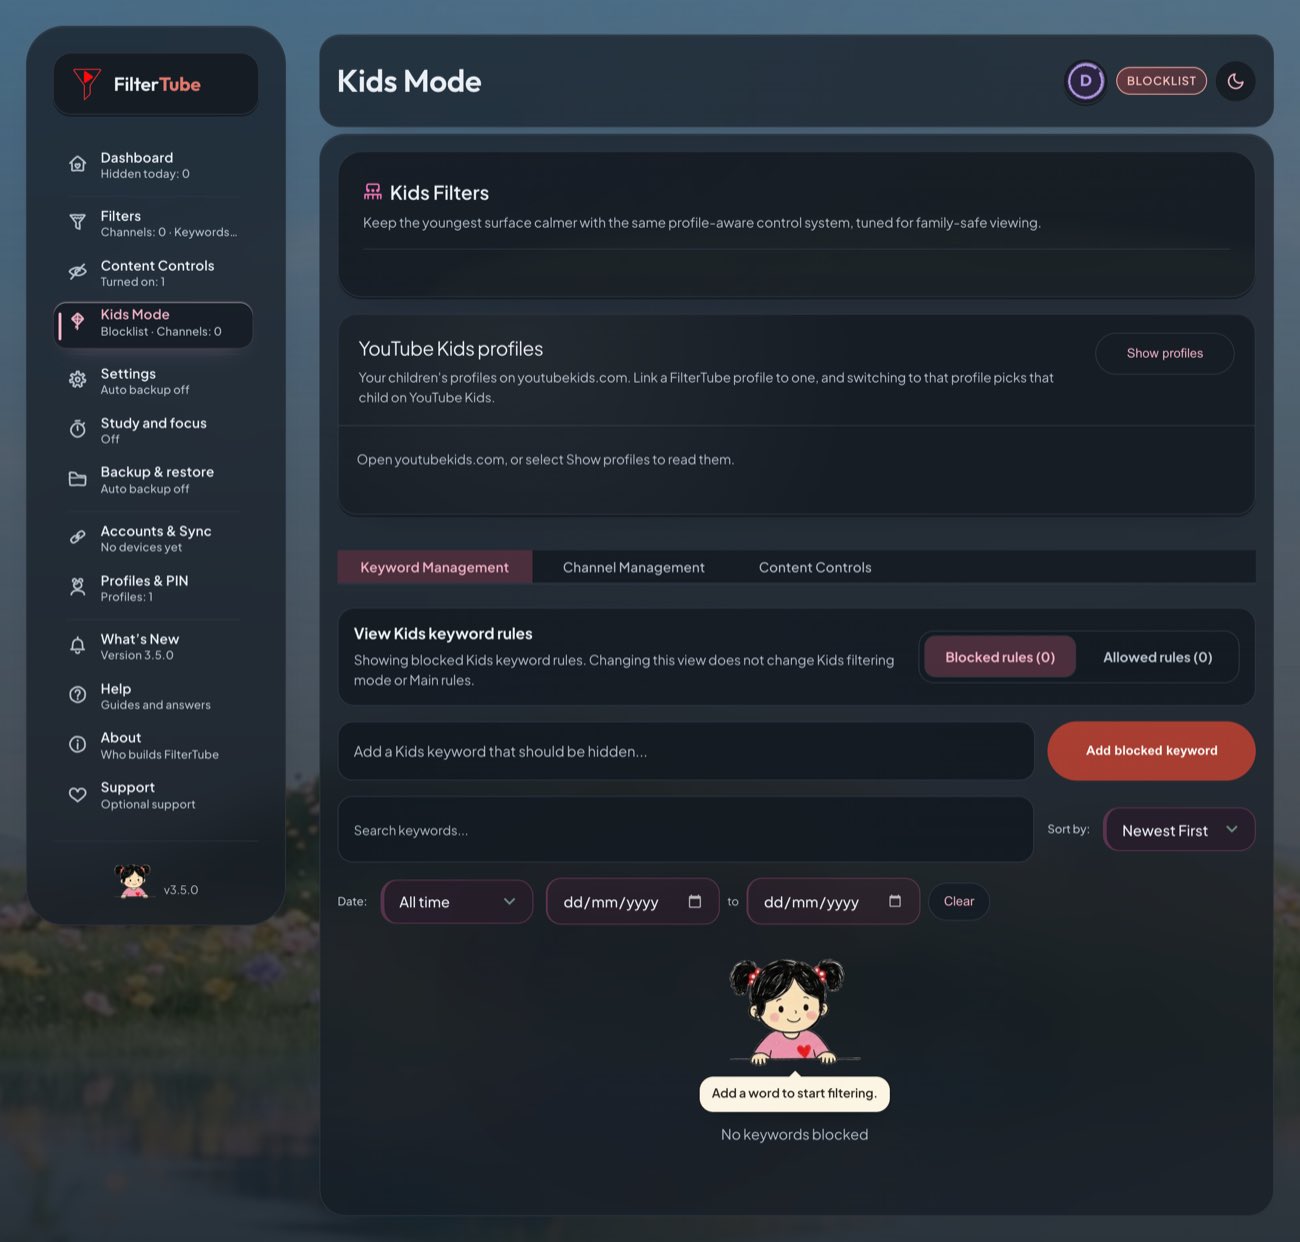 FilterTube
Dashboard
Hidden today: 0
Filters
Channels: 0 · Keywords...
Content Controls
Turned on: 1
Kids Mode
Blocklist · Channels: 0
Settings
Auto backup off
Study and focus
Off
Backup & restore
Auto backup off
Accounts & Sync
No devices yet
Profiles & PIN
Profiles: 1
What's New
Version 3.5.0
Help
Guides and answers
About
Who builds FilterTube
Support
Optional support
v3.5.0
Kids Mode
D
BLOCKLIST
Kids Filters
Keep the youngest surface calmer with the same profile-aware control system, tuned for family-safe viewing.
YouTube Kids profiles
Your children's profiles on youtubekids.com. Link a FilterTube profile to one, and switching to that profile picks that
child on YouTube Kids.
Show profiles
Open youtubekids.com, or select Show profiles to read them.
Keyword Management
Channel Management
Content Controls
View Kids keyword rules
Showing blocked Kids keyword rules. Changing this view does not change Kids filtering
mode or Main rules.
Blocked rules (0)
Allowed rules (0)
Add a Kids keyword that should be hidden...
Add blocked keyword
Search keywords...
Sort by:
Newest First
Date:
All time
dd/mm/yyyy
to
dd/mm/yyyy
Clear
Add a word to start filtering.
No keywords blocked